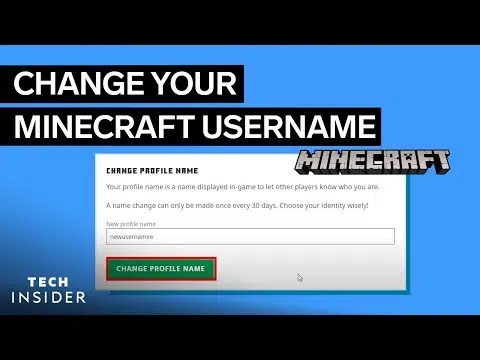 CHANGE YOUR
MINECRAFT USERNAME
MINECRAFT
CHANGE PROFILE NAME
Your profile name is a name displayed in-game to let other players know who you are.
A name change can only be made once every 30 days. Choose your identity wisely!
New profile name
newusernamee
CHANGE PROFILE NAME
TECH
INSIDER